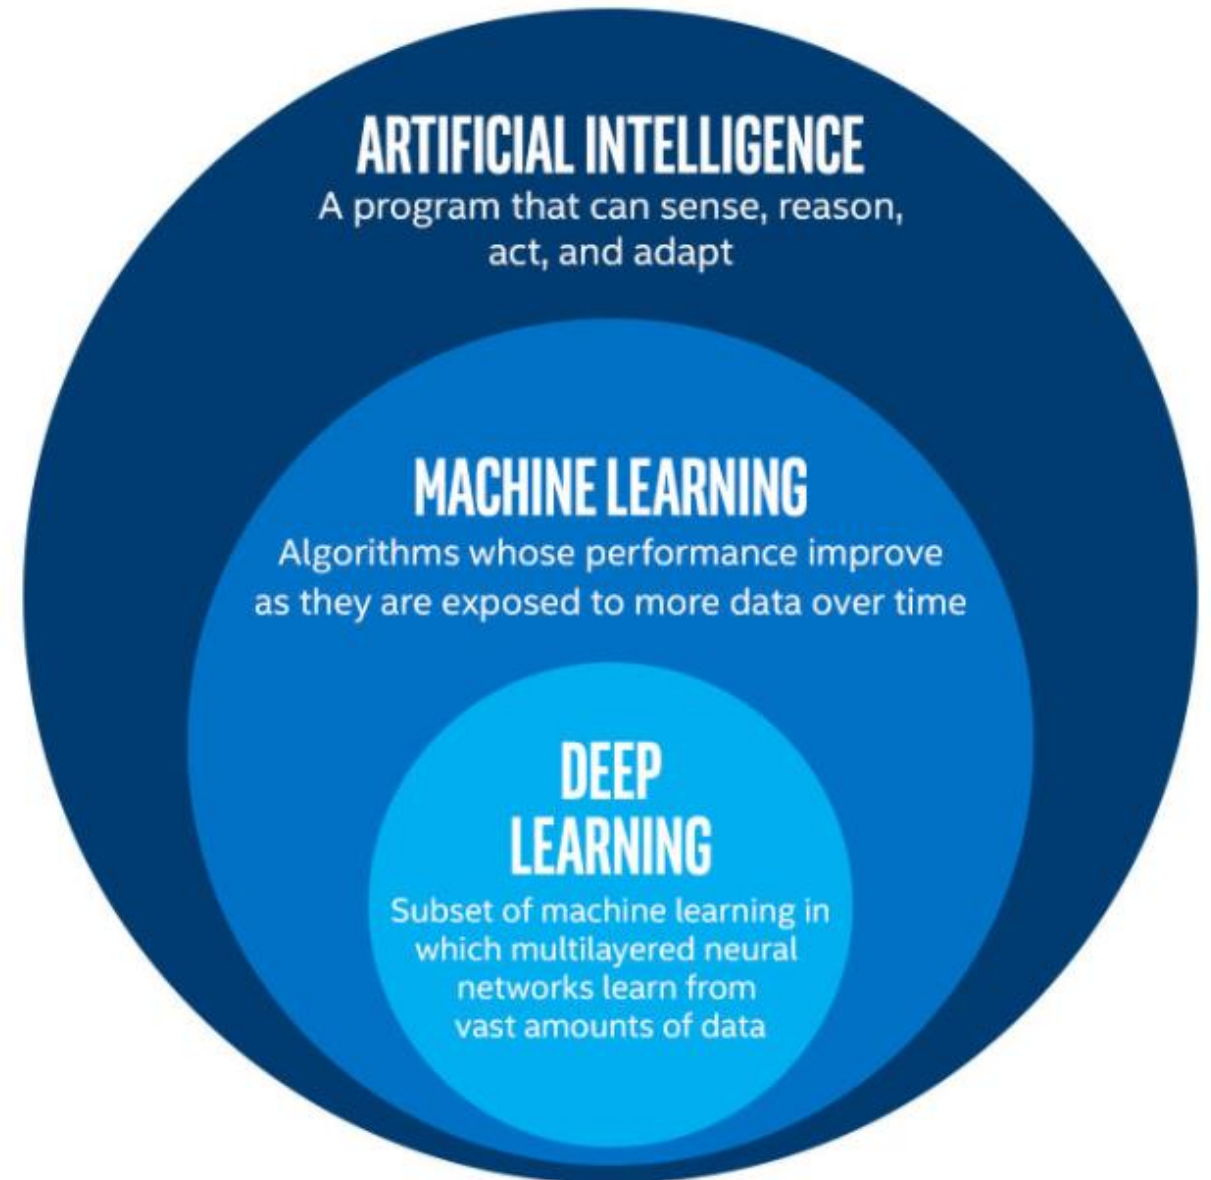 ARTIFICIAL INTELLIGENCE
A program that can sense, reason,
act, and adapt
MACHINE LEARNING
Algorithms whose performance improve
as they are exposed to more data over time
DEEP
LEARNING
Subset of machine learning in
which multilayered neural
networks learn from
vast amounts of data